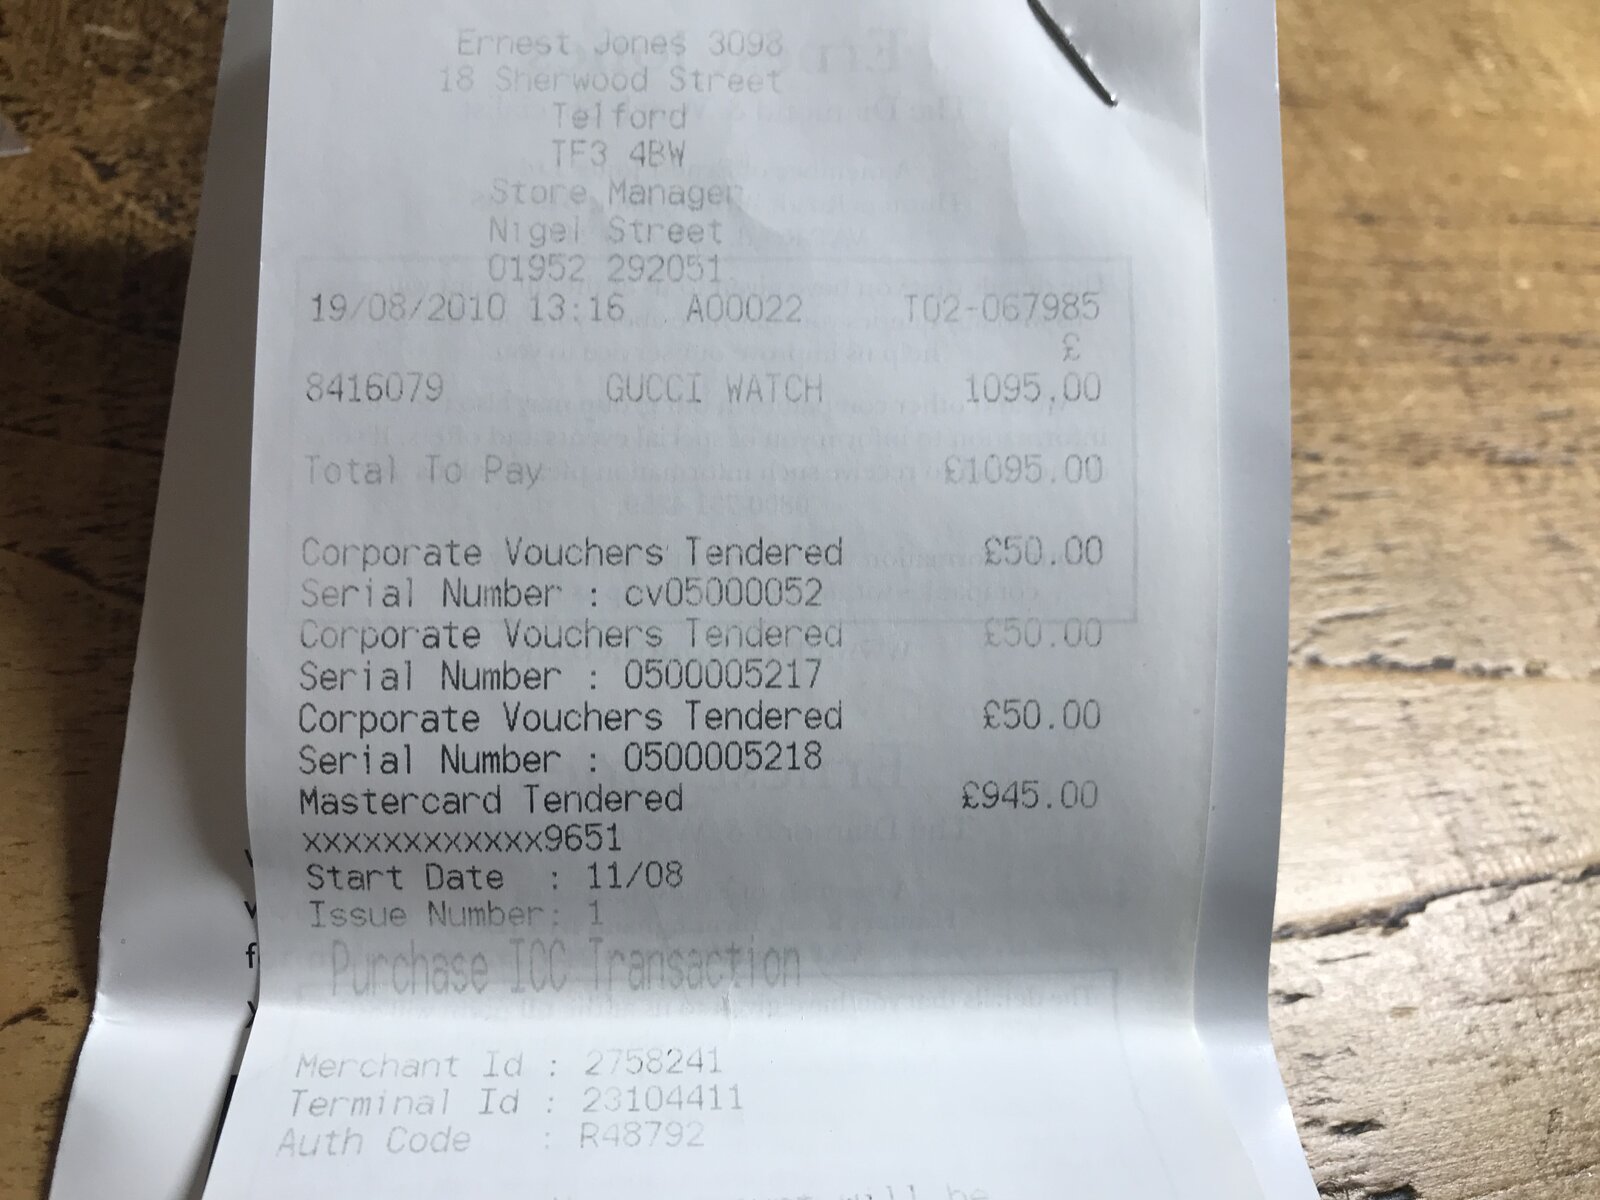 Ernest Jones 3098
18 Sherwood Street
Telford
TF3 4BW
Store Manager
Nigel Street
01952 292051
19/08/2010 13:16 A00022 T02-067985
£
8416079 GUCCI WATCH 1095.00
Total To Pay £1095.00
Corporate Vouchers Tendered £50.00
Serial Number : cv05000052
Corporate Vouchers Tendered £50.00
Serial Number : 0500005217
Corporate Vouchers Tendered £50.00
Serial Number : 0500005218
Mastercard Tendered £945.00
xxxxxxxxxxxx9651
Start Date : 11/08
Issue Number: 1
Purchase ICC Transaction
Merchant Id : 2758241
Terminal Id : 23104411
Auth Code : R48792
will be